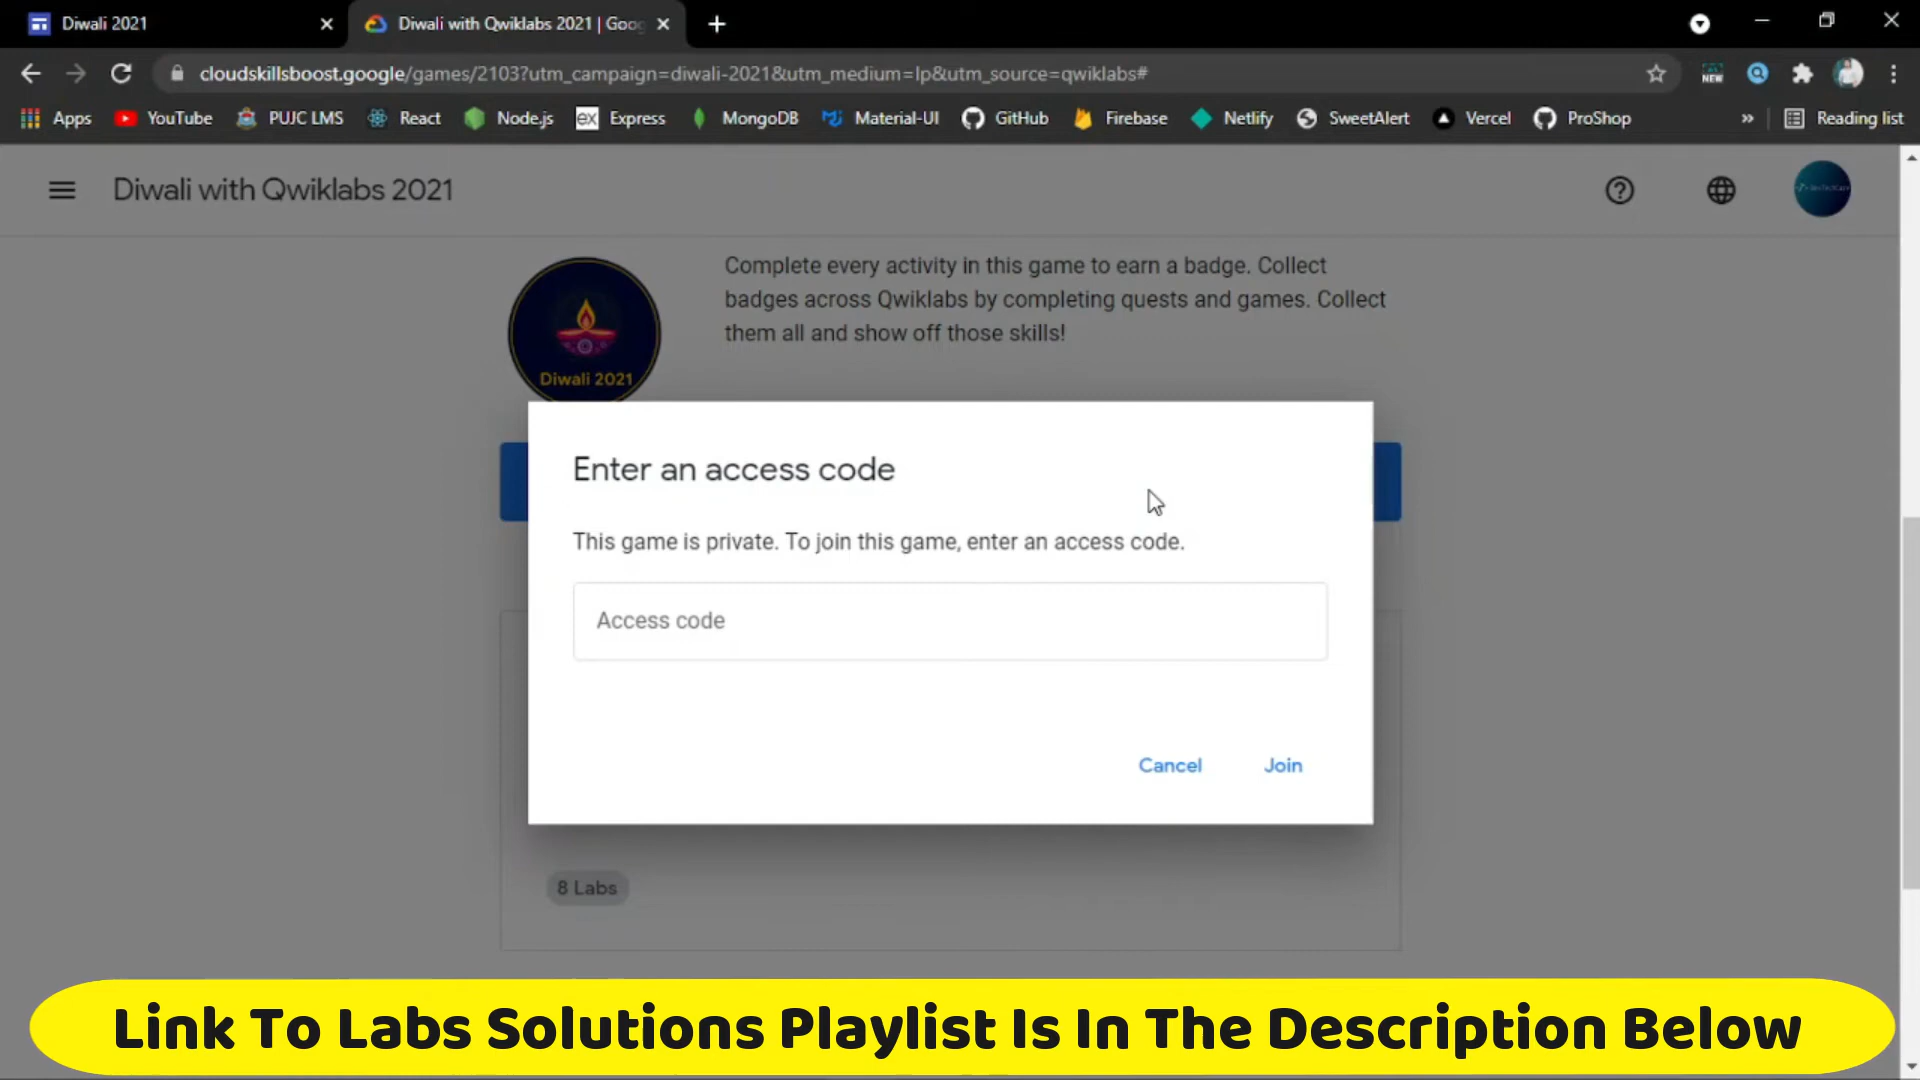 Diwali 2021
Diwali with Qwiklabs 2021 | Goog
cloudskillsboost.google/games/2103?utm_campaign=diwali-2021&utm_medium=lp&utm_source=qwiklabs#
NEW
Apps
YouTube
PUJC LMS
React
Node.js
ex Express
MongoDB
Material-UI
GitHub
Firebase
Netlify
SweetAlert
Vercel
ProShop
»
Reading list
Diwali with Qwiklabs 2021
Complete every activity in this game to earn a badge. Collect
badges across Qwiklabs by completing quests and games. Collect
them all and show off those skills!
Diwali 2021
Enter an access code
This game is private. To join this game, enter an access code.
Access code
Cancel
Join
8 Labs
Link To Labs Solutions Playlist Is In The Description Below